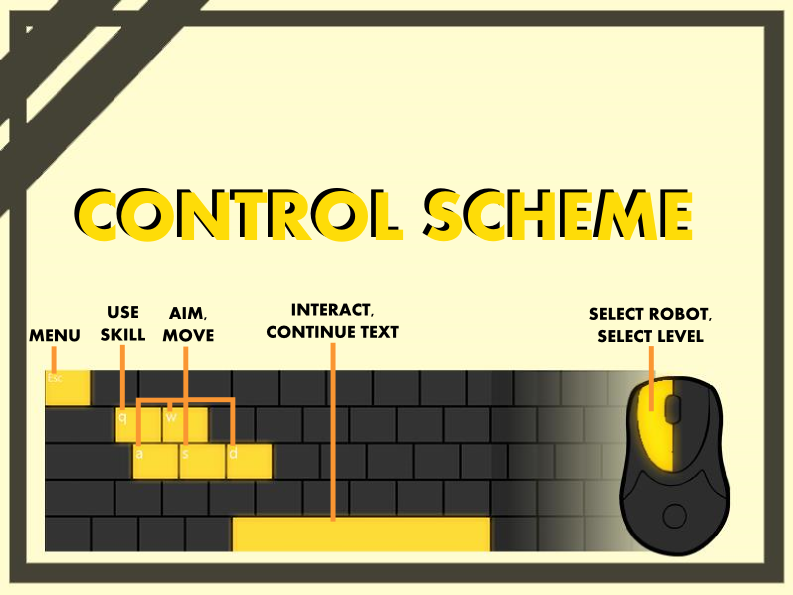 CONTROL SCHEME
USE
SKILL
AIM,
MOVE
INTERACT,
CONTINUE TEXT
SELECT ROBOT,
SELECT LEVEL
MENU
Esc
q
w
a
s
d